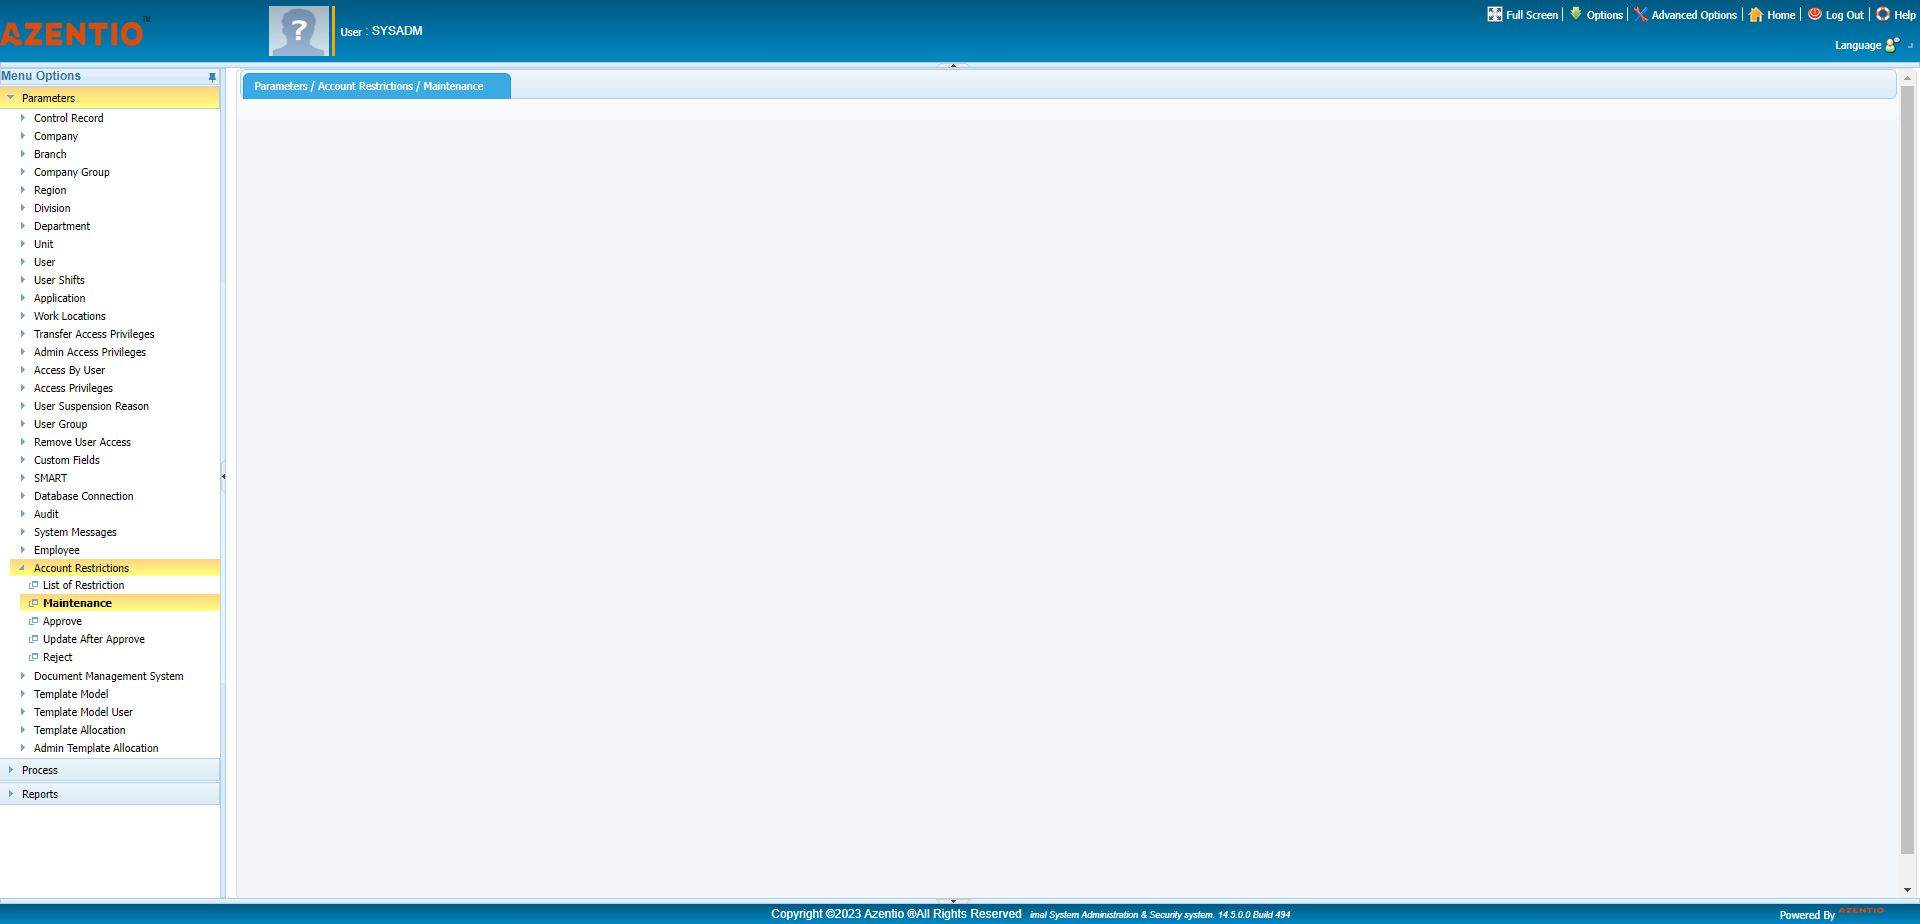 AZENTIO™
?
User : SYSADM
Full Screen
Options
Advanced Options
Home
Log Out
Help
Language
Menu Options
Parameters
Control Record
Company
Branch
Company Group
Region
Division
Department
Unit
User
User Shifts
Application
Work Locations
Transfer Access Privileges
Admin Access Privileges
Access By User
Access Privileges
User Suspension Reason
User Group
Remove User Access
Custom Fields
SMART
Database Connection
Audit
System Messages
Employee
Account Restrictions
List of Restriction
Maintenance
Approve
Update After Approve
Reject
Document Management System
Template Model
Template Model User
Template Allocation
Admin Template Allocation
Process
Reports
Parameters / Account Restrictions / Maintenance
Copyright ©2023 Azentio ®All Rights Reserved imal System Administration & Security system. 14.5.0.0 Build 494
Powered By AZENTIO